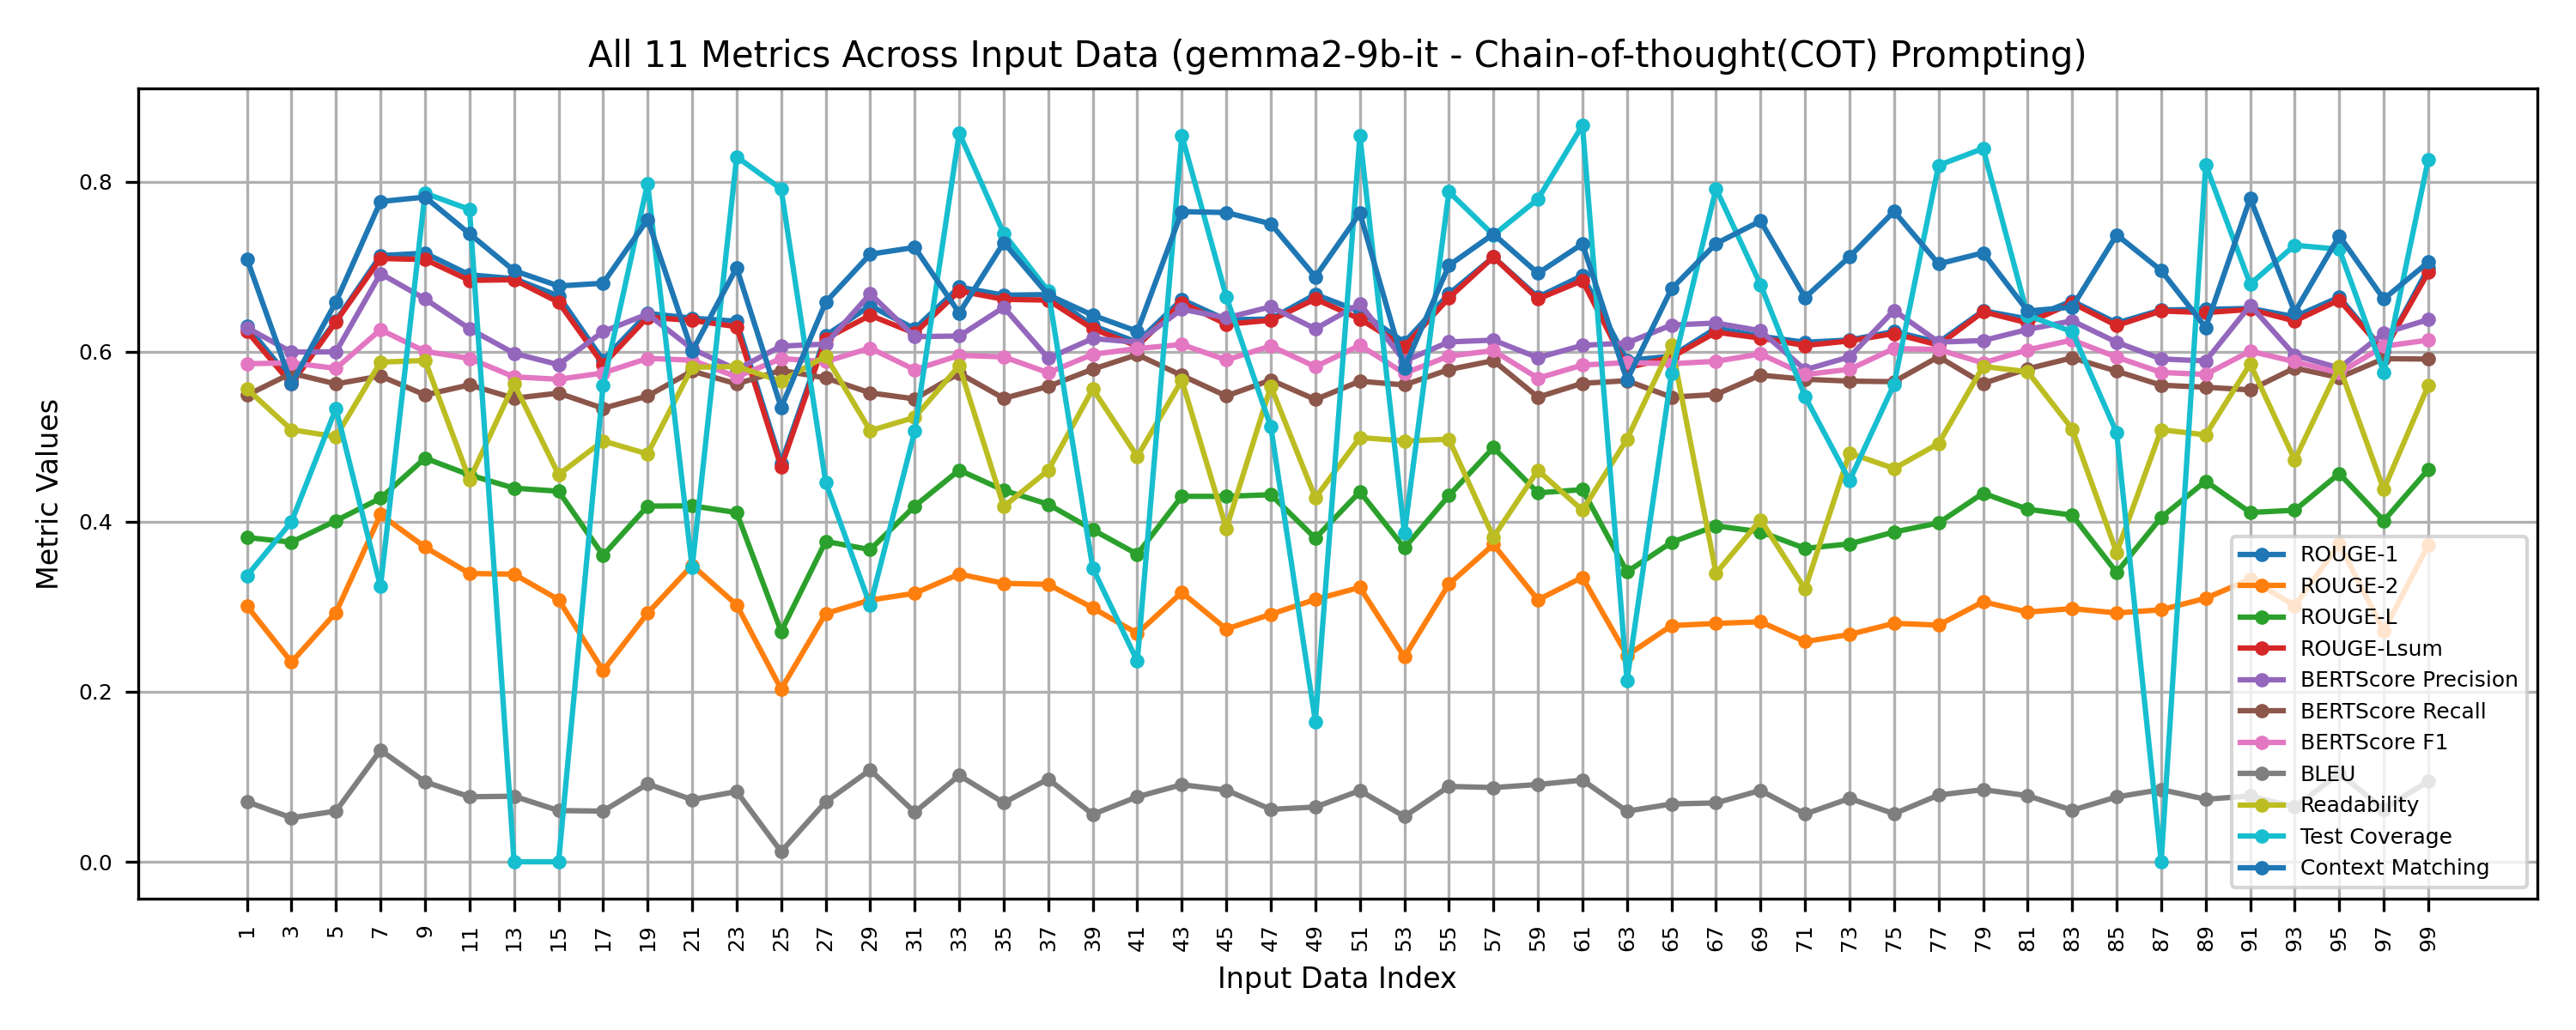 All 11 Metrics Across Input Data (gemma2-9b-it - Chain-of-thought(COT) Prompting)
Metric Values
0.8
0.6
0.4
0.2
0.0
ROUGE-1
ROUGE-2
ROUGE-L
ROUGE-Lsum
BERTScore Precision
BERTScore Recall
BERTScore F1
BLEU
Readability
Test Coverage
Context Matching
1 3 5 7 9 11 13 15 17 19 21 23 25 27 29 31 33 35 37 39 41 43 45 47 49 51 53 55 57 59 61 63 65 67 69 71 73 75 77 79 81 83 85 87 89 91 93 95 97 99
Input Data Index